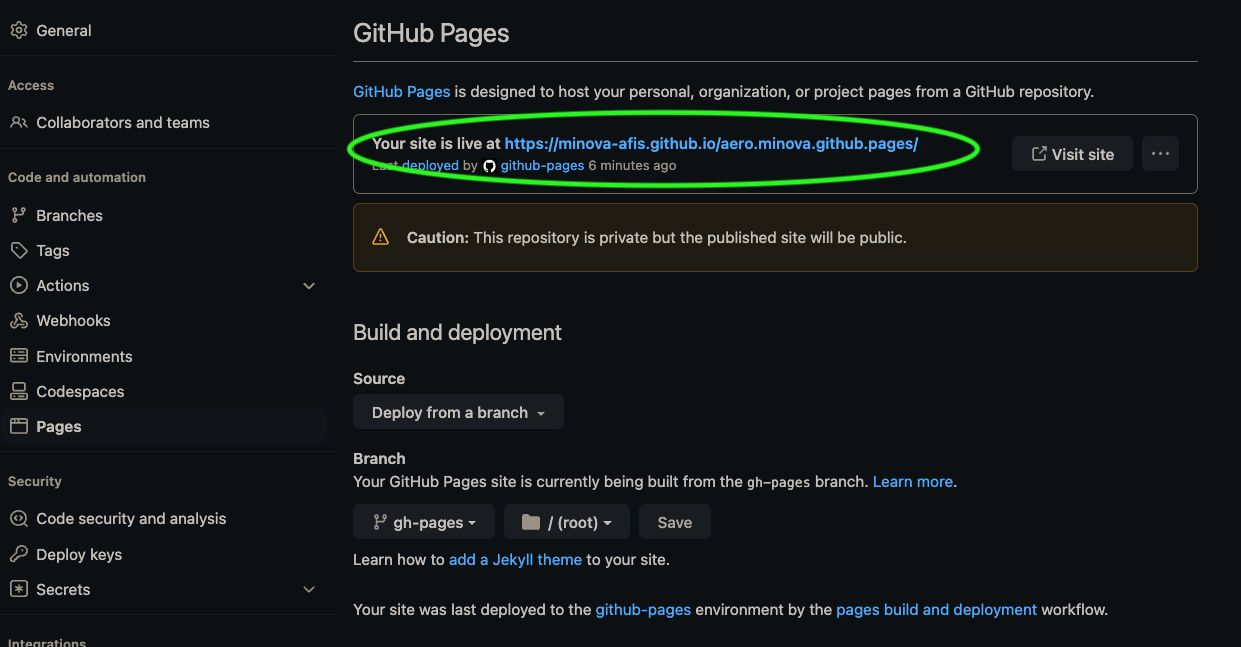 General
Access
Collaborators and teams
Code and automation
Branches
Tags
Actions
Webhooks
Environments
Codespaces
Pages
Security
Code security and analysis
Deploy keys
Secrets
Integrations
GitHub Pages
GitHub Pages is designed to host your personal, organization, or project pages from a GitHub repository.
Your site is live at https://minova-afis.github.io/aero.minova.github.pages/
Last deployed by github-pages 6 minutes ago
Visit site
Caution: This repository is private but the published site will be public.
Build and deployment
Source
Deploy from a branch
Branch
Your GitHub Pages site is currently being built from the gh-pages branch. Learn more.
gh-pages / (root) Save
Learn how to add a Jekyll theme to your site.
Your site was last deployed to the github-pages environment by the pages build and deployment workflow.